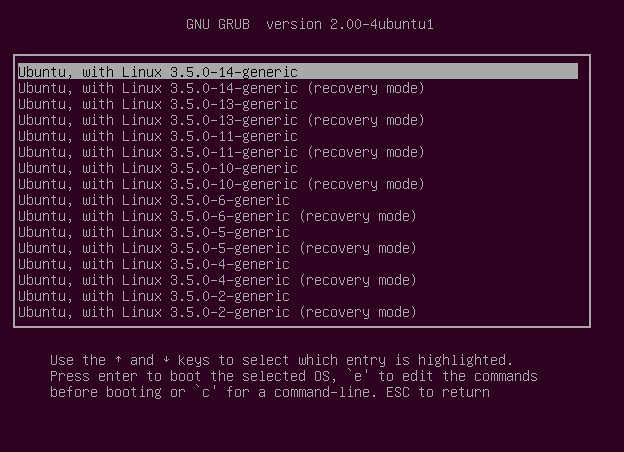 GNU GRUB  version 2.00-4ubuntu1
Ubuntu, with Linux 3.5.0-14-generic
Ubuntu, with Linux 3.5.0-14-generic (recovery mode)
Ubuntu, with Linux 3.5.0-13-generic
Ubuntu, with Linux 3.5.0-13-generic (recovery mode)
Ubuntu, with Linux 3.5.0-11-generic
Ubuntu, with Linux 3.5.0-11-generic (recovery mode)
Ubuntu, with Linux 3.5.0-10-generic
Ubuntu, with Linux 3.5.0-10-generic (recovery mode)
Ubuntu, with Linux 3.5.0-6-generic
Ubuntu, with Linux 3.5.0-6-generic (recovery mode)
Ubuntu, with Linux 3.5.0-5-generic
Ubuntu, with Linux 3.5.0-5-generic (recovery mode)
Ubuntu, with Linux 3.5.0-4-generic
Ubuntu, with Linux 3.5.0-4-generic (recovery mode)
Ubuntu, with Linux 3.5.0-2-generic
Ubuntu, with Linux 3.5.0-2-generic (recovery mode)
Use the ↑ and ↓ keys to select which entry is highlighted.
Press enter to boot the selected OS, `e' to edit the commands
before booting or `c' for a command-line. ESC to return